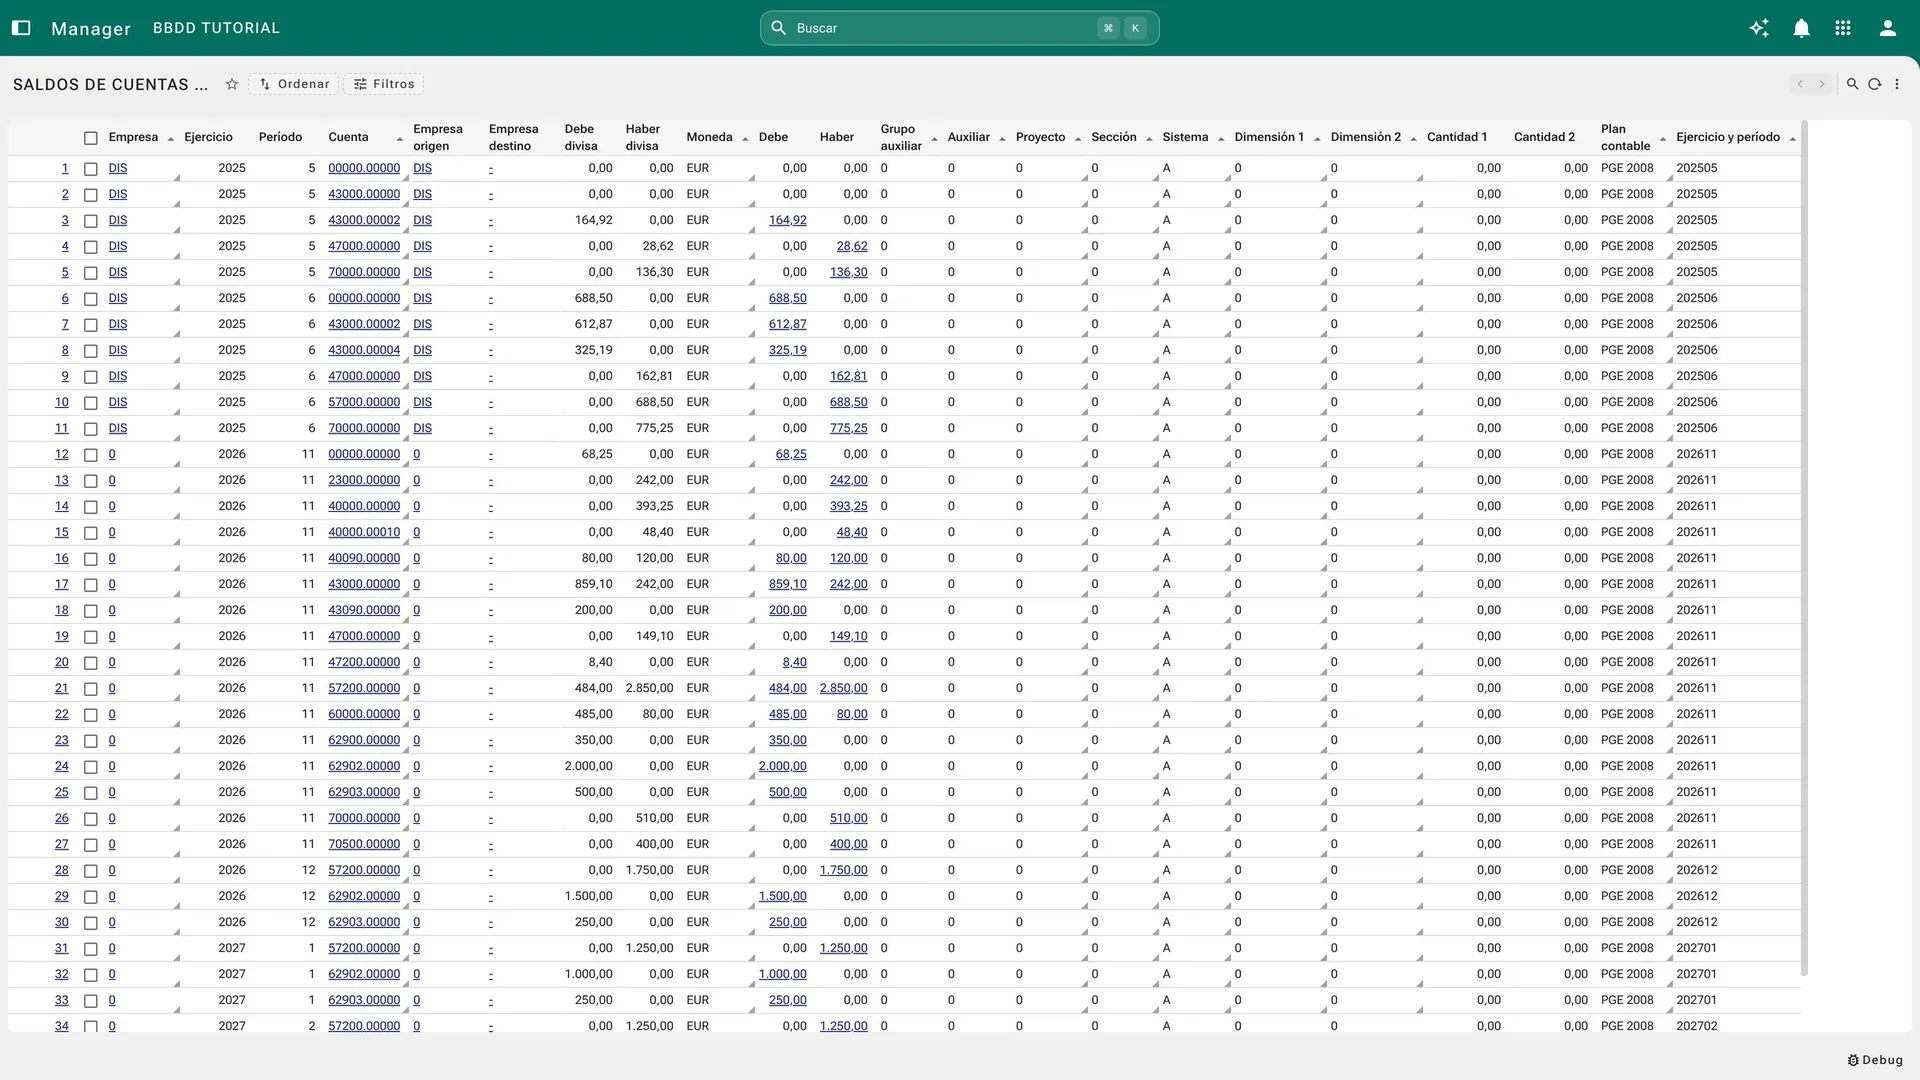 Manager BBDD TUTORIAL Buscar ⌘ K
SALDOS DE CUENTAS ... Ordenar Filtros
Empresa Ejercicio Período Cuenta Empresa origen Empresa destino Debe divisa Haber divisa Moneda Debe Haber Grupo auxiliar Auxiliar Proyecto Sección Sistema Dimensión 1 Dimensión 2 Cantidad 1 Cantidad 2 Plan contable Ejercicio y período
1 DIS 2025 5 00000.00000 DIS - 0,00 0,00 EUR 0,00 0,00 0 0 0 0 A 0 0 0,00 0,00 PGE 2008 202505
2 DIS 2025 5 43000.00000 DIS - 0,00 0,00 EUR 0,00 0,00 0 0 0 0 A 0 0 0,00 0,00 PGE 2008 202505
3 DIS 2025 5 43000.00002 DIS - 164,92 0,00 EUR 164,92 0,00 0 0 0 0 A 0 0 0,00 0,00 PGE 2008 202505
4 DIS 2025 5 47000.00000 DIS - 0,00 28,62 EUR 0,00 28,62 0 0 0 0 A 0 0 0,00 0,00 PGE 2008 202505
5 DIS 2025 5 70000.00000 DIS - 0,00 136,30 EUR 0,00 136,30 0 0 0 0 A 0 0 0,00 0,00 PGE 2008 202505
6 DIS 2025 6 00000.00000 DIS - 688,50 0,00 EUR 688,50 0,00 0 0 0 0 A 0 0 0,00 0,00 PGE 2008 202506
7 DIS 2025 6 43000.00002 DIS - 612,87 0,00 EUR 612,87 0,00 0 0 0 0 A 0 0 0,00 0,00 PGE 2008 202506
8 DIS 2025 6 43000.00004 DIS - 325,19 0,00 EUR 325,19 0,00 0 0 0 0 A 0 0 0,00 0,00 PGE 2008 202506
9 DIS 2025 6 47000.00000 DIS - 0,00 162,81 EUR 0,00 162,81 0 0 0 0 A 0 0 0,00 0,00 PGE 2008 202506
10 DIS 2025 6 57000.00000 DIS - 0,00 688,50 EUR 0,00 688,50 0 0 0 0 A 0 0 0,00 0,00 PGE 2008 202506
11 DIS 2025 6 70000.00000 DIS - 0,00 775,25 EUR 0,00 775,25 0 0 0 0 A 0 0 0,00 0,00 PGE 2008 202506
12 0 2026 11 00000.00000 0 - 68,25 0,00 EUR 68,25 0,00 0 0 0 0 A 0 0 0,00 0,00 PGE 2008 202611
13 0 2026 11 23000.00000 0 - 0,00 242,00 EUR 0,00 242,00 0 0 0 0 A 0 0 0,00 0,00 PGE 2008 202611
14 0 2026 11 40000.00000 0 - 0,00 393,25 EUR 0,00 393,25 0 0 0 0 A 0 0 0,00 0,00 PGE 2008 202611
15 0 2026 11 40000.00010 0 - 0,00 48,40 EUR 0,00 48,40 0 0 0 0 A 0 0 0,00 0,00 PGE 2008 202611
16 0 2026 11 40090.00000 0 - 80,00 120,00 EUR 80,00 120,00 0 0 0 0 A 0 0 0,00 0,00 PGE 2008 202611
17 0 2026 11 43000.00000 0 - 859,10 242,00 EUR 859,10 242,00 0 0 0 0 A 0 0 0,00 0,00 PGE 2008 202611
18 0 2026 11 43090.00000 0 - 200,00 0,00 EUR 200,00 0,00 0 0 0 0 A 0 0 0,00 0,00 PGE 2008 202611
19 0 2026 11 47000.00000 0 - 0,00 149,10 EUR 0,00 149,10 0 0 0 0 A 0 0 0,00 0,00 PGE 2008 202611
20 0 2026 11 47200.00000 0 - 8,40 0,00 EUR 8,40 0,00 0 0 0 0 A 0 0 0,00 0,00 PGE 2008 202611
21 0 2026 11 57200.00000 0 - 484,00 2.850,00 EUR 484,00 2.850,00 0 0 0 0 A 0 0 0,00 0,00 PGE 2008 202611
22 0 2026 11 60000.00000 0 - 485,00 80,00 EUR 485,00 80,00 0 0 0 0 A 0 0 0,00 0,00 PGE 2008 202611
23 0 2026 11 62900.00000 0 - 350,00 0,00 EUR 350,00 0,00 0 0 0 0 A 0 0 0,00 0,00 PGE 2008 202611
24 0 2026 11 62902.00000 0 - 2.000,00 0,00 EUR 2.000,00 0,00 0 0 0 0 A 0 0 0,00 0,00 PGE 2008 202611
25 0 2026 11 62903.00000 0 - 500,00 0,00 EUR 500,00 0,00 0 0 0 0 A 0 0 0,00 0,00 PGE 2008 202611
26 0 2026 11 70000.00000 0 - 0,00 510,00 EUR 0,00 510,00 0 0 0 0 A 0 0 0,00 0,00 PGE 2008 202611
27 0 2026 11 70500.00000 0 - 0,00 400,00 EUR 0,00 400,00 0 0 0 0 A 0 0 0,00 0,00 PGE 2008 202611
28 0 2026 12 57200.00000 0 - 0,00 1.750,00 EUR 0,00 1.750,00 0 0 0 0 A 0 0 0,00 0,00 PGE 2008 202612
29 0 2026 12 62902.00000 0 - 1.500,00 0,00 EUR 1.500,00 0,00 0 0 0 0 A 0 0 0,00 0,00 PGE 2008 202612
30 0 2026 12 62903.00000 0 - 250,00 0,00 EUR 250,00 0,00 0 0 0 0 A 0 0 0,00 0,00 PGE 2008 202612
31 0 2027 1 57200.00000 0 - 0,00 1.250,00 EUR 0,00 1.250,00 0 0 0 0 A 0 0 0,00 0,00 PGE 2008 202701
32 0 2027 1 62902.00000 0 - 1.000,00 0,00 EUR 1.000,00 0,00 0 0 0 0 A 0 0 0,00 0,00 PGE 2008 202701
33 0 2027 1 62903.00000 0 - 250,00 0,00 EUR 250,00 0,00 0 0 0 0 A 0 0 0,00 0,00 PGE 2008 202701
34 0 2027 2 57200.00000 0 - 0,00 1.250,00 EUR 0,00 1.250,00 0 0 0 0 A 0 0 0,00 0,00 PGE 2008 202702
Debug